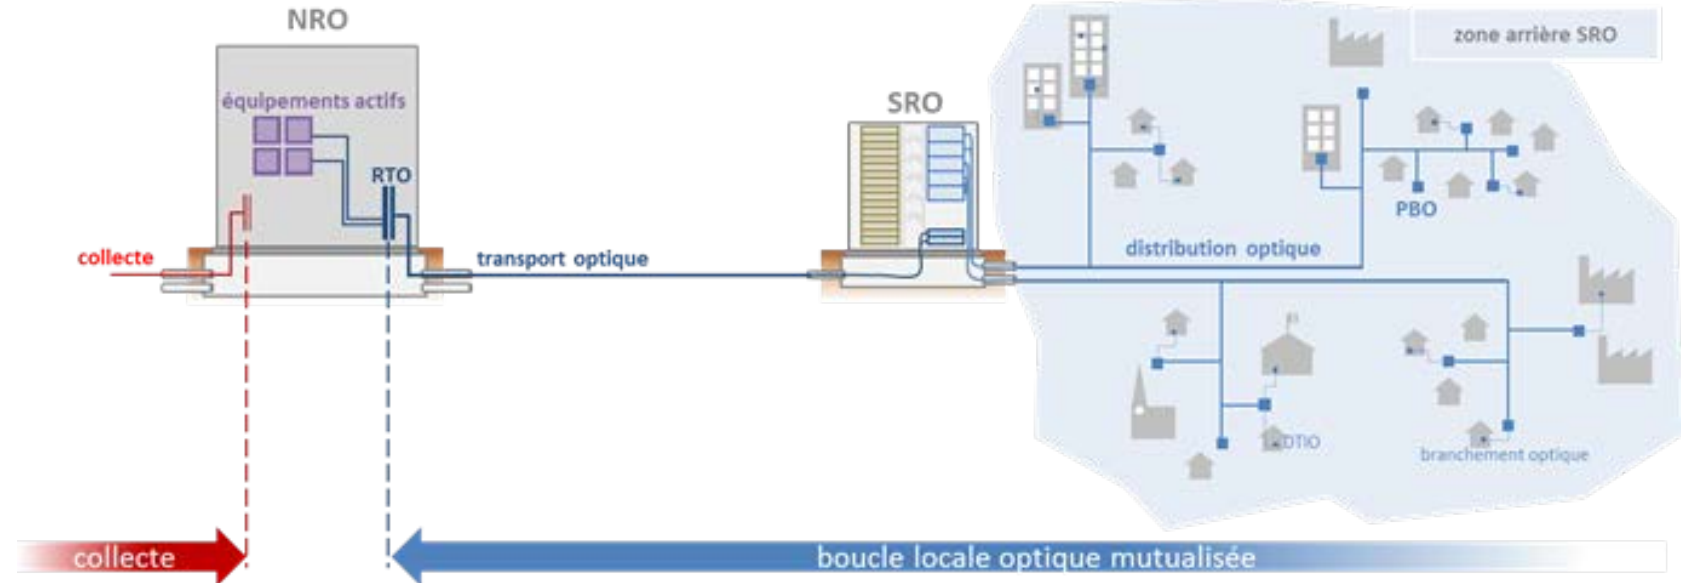 NRO
zone arrière SRO
équipements actifs
SRO
RTO
PBO
collecte
transport optique
distribution optique
DTIO
branchement optique
collecte
boucle locale optique mutualisée